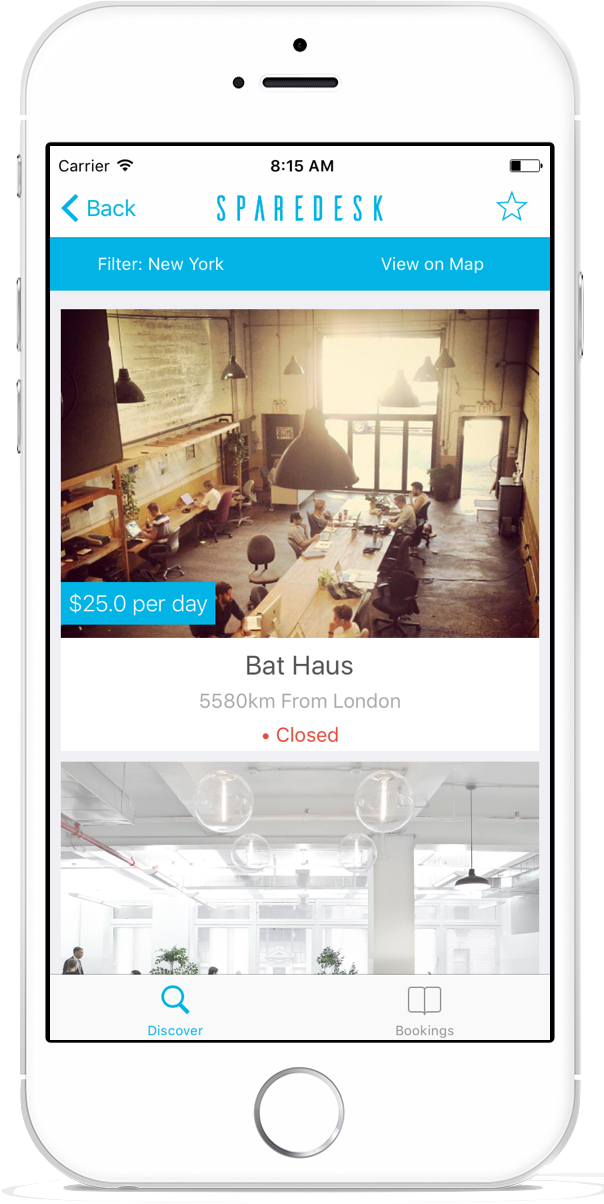 Carrier 8:15 AM
Back SPAREDESK
Filter: New York View on Map
$25.0 per day
Bat Haus
5580km From London
• Closed
Discover Bookings